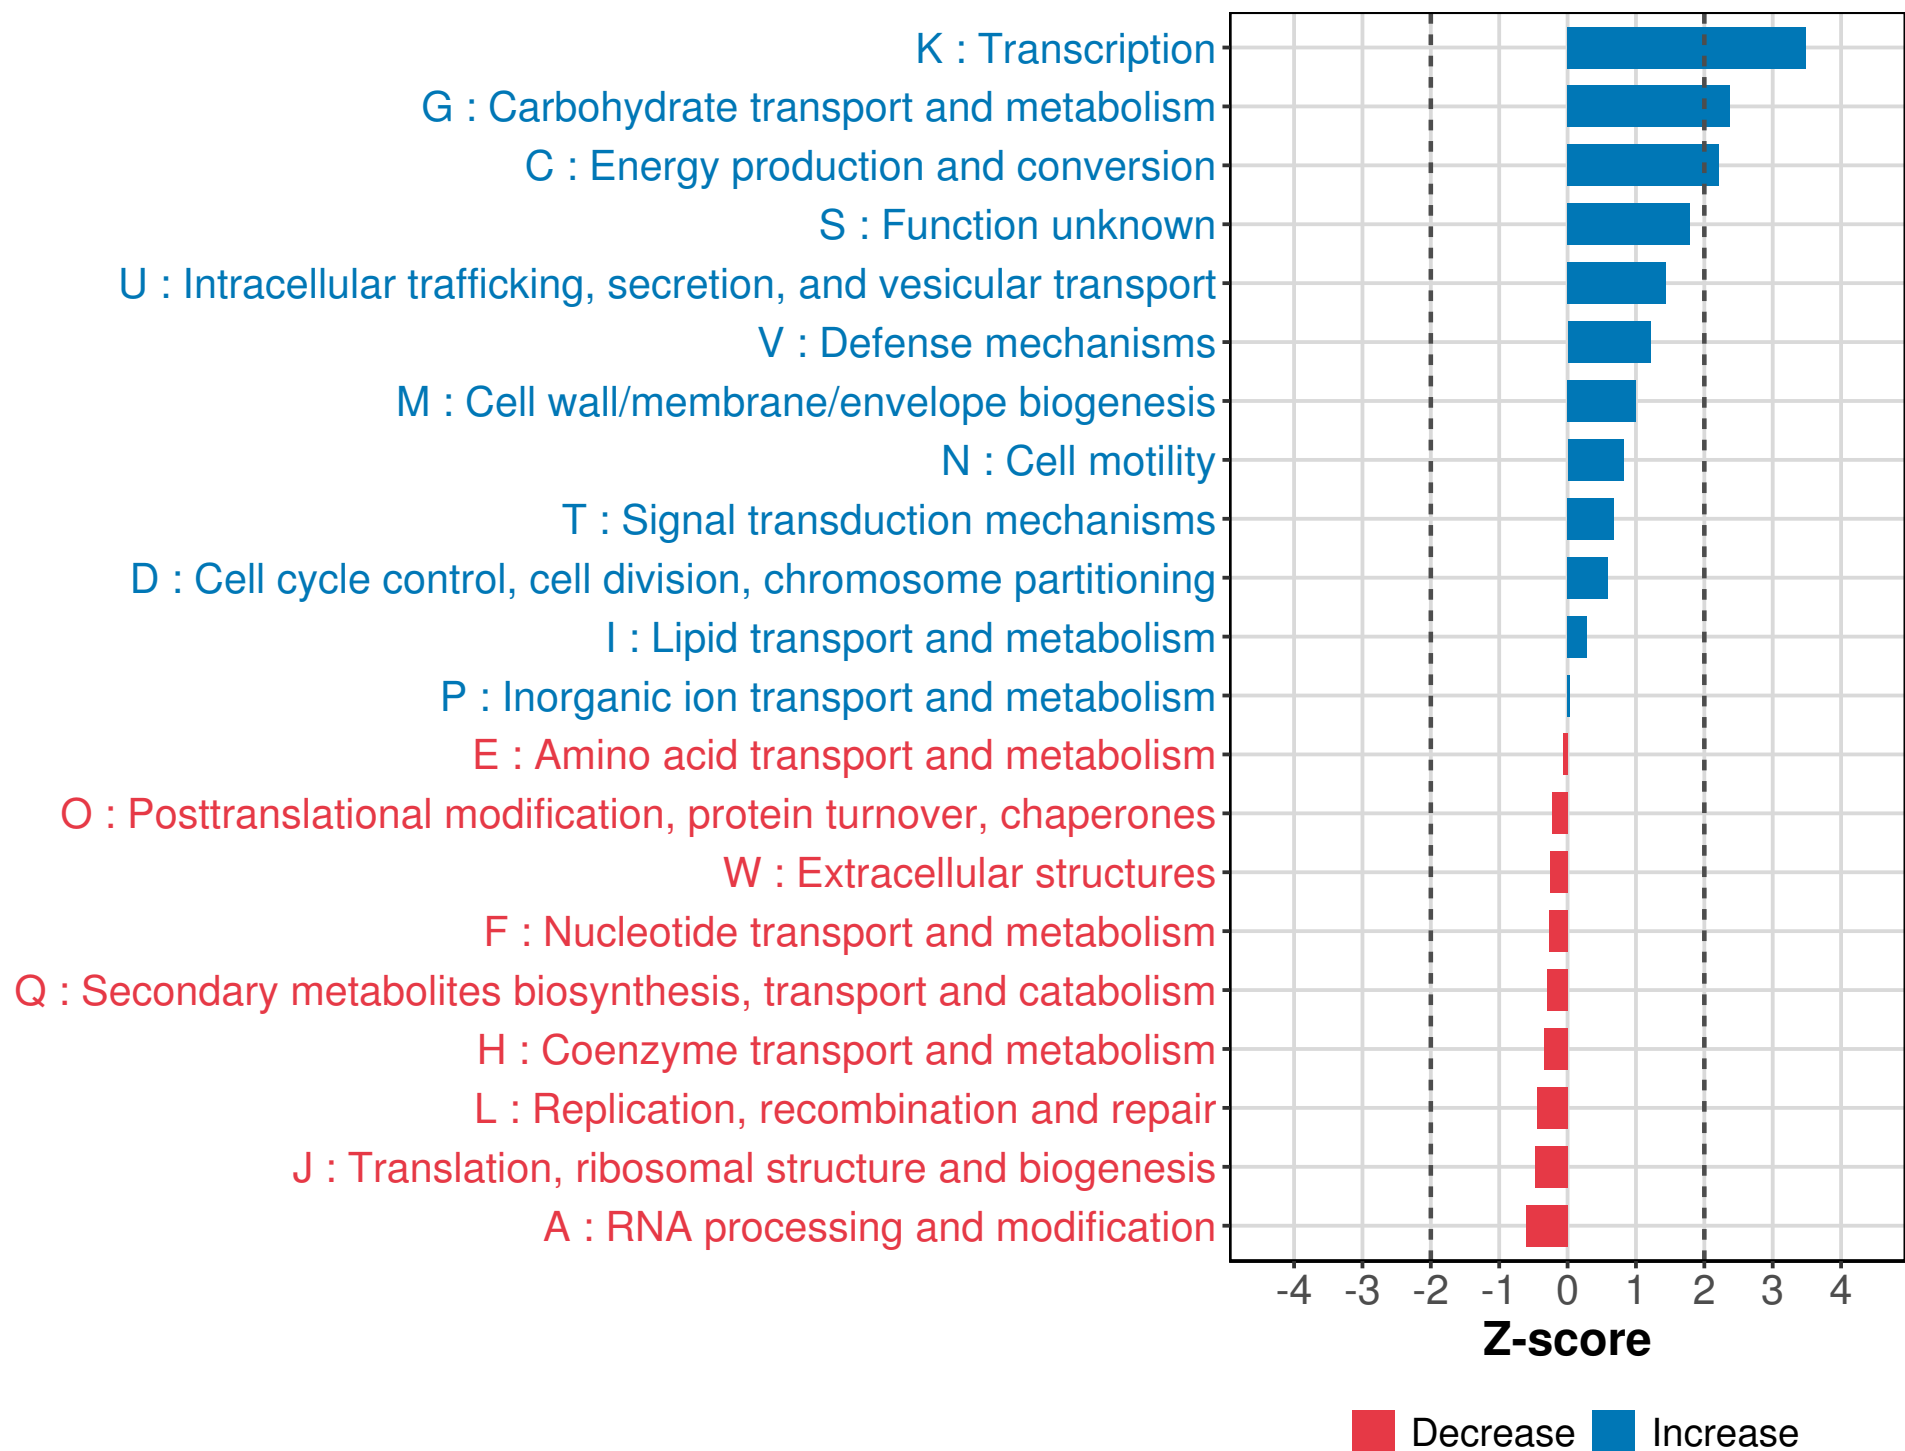 K : Transcription
G : Carbohydrate transport and metabolism
C : Energy production and conversion
S : Function unknown
U : Intracellular trafficking, secretion, and vesicular transport
V : Defense mechanisms
M : Cell wall/membrane/envelope biogenesis
N : Cell motility
T : Signal transduction mechanisms
D : Cell cycle control, cell division, chromosome partitioning
I : Lipid transport and metabolism
P : Inorganic ion transport and metabolism
E : Amino acid transport and metabolism
O : Posttranslational modification, protein turnover, chaperones
W : Extracellular structures
F : Nucleotide transport and metabolism
Q : Secondary metabolites biosynthesis, transport and catabolism
H : Coenzyme transport and metabolism
L : Replication, recombination and repair
J : Translation, ribosomal structure and biogenesis
A : RNA processing and modification
-4 -3 -2 -1 0 1 2 3 4
Z-score
Decrease Increase